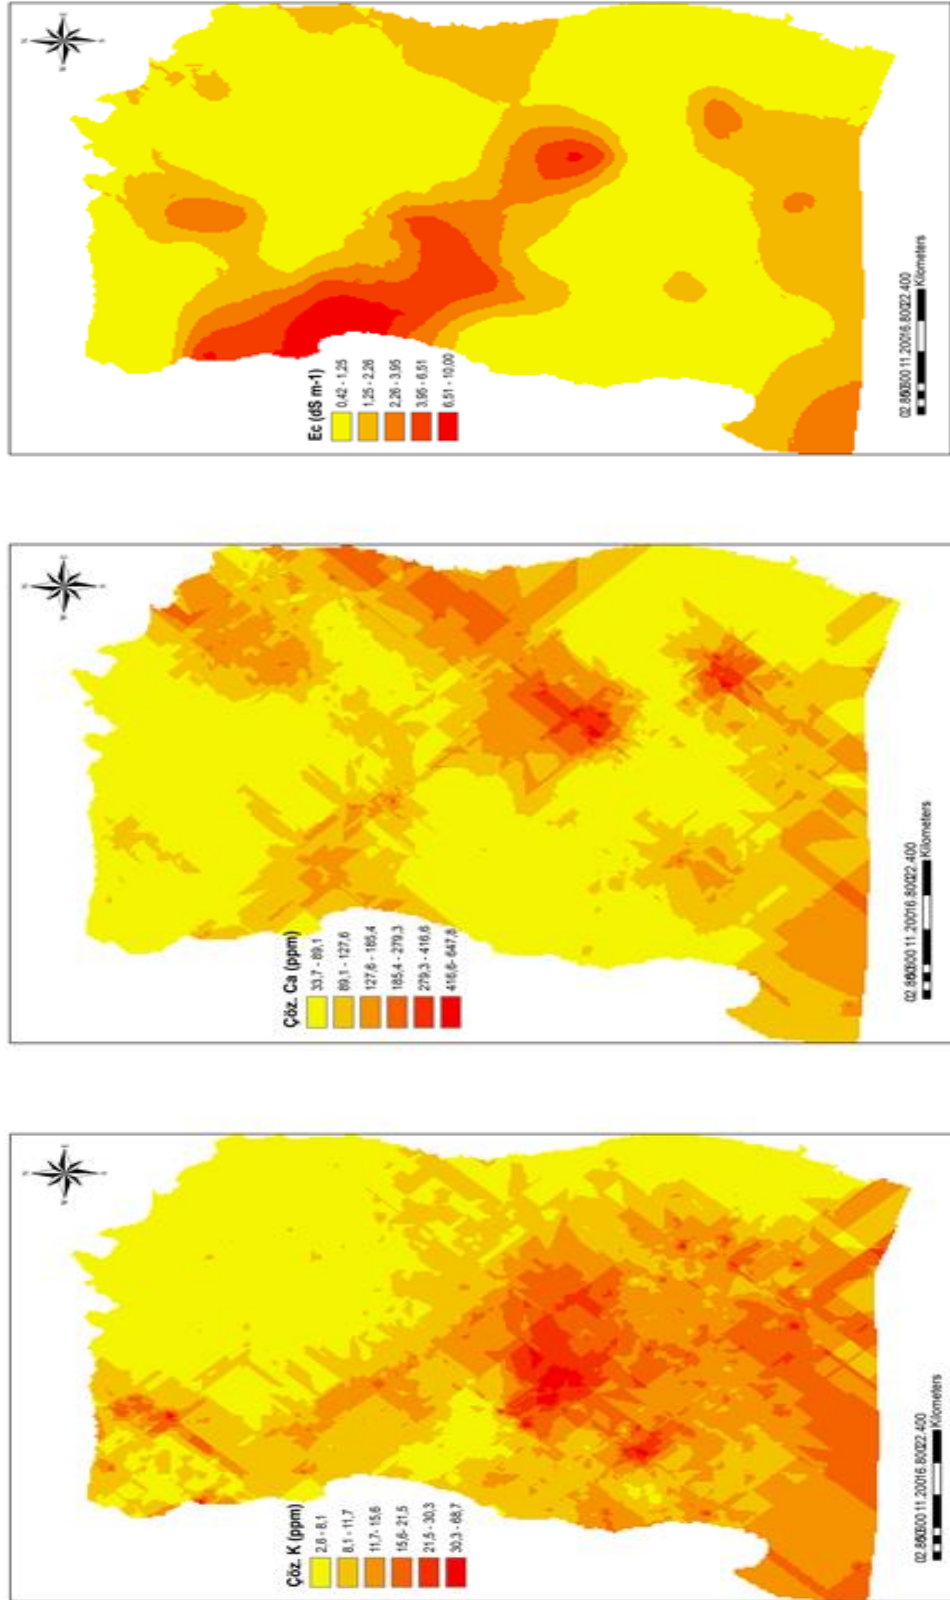 Ec (dS m-1)
0,42 - 1,25
1,25 - 2,26
2,26 - 3,95
3,95 - 6,51
6,51 - 10,00
Kilometers
Çöz. Ca (ppm)
33,7 - 89,1
89,1 - 127,6
127,6 - 185,4
185,4 - 279,3
279,3 - 416,6
416,6- 647,8
Kilometers
Çöz. K (ppm)
2,6 - 8,1
8,1 - 11,7
11,7- 15,6
15,6- 21,5
21,5 - 30,3
30,3 - 68,7
Kilometers